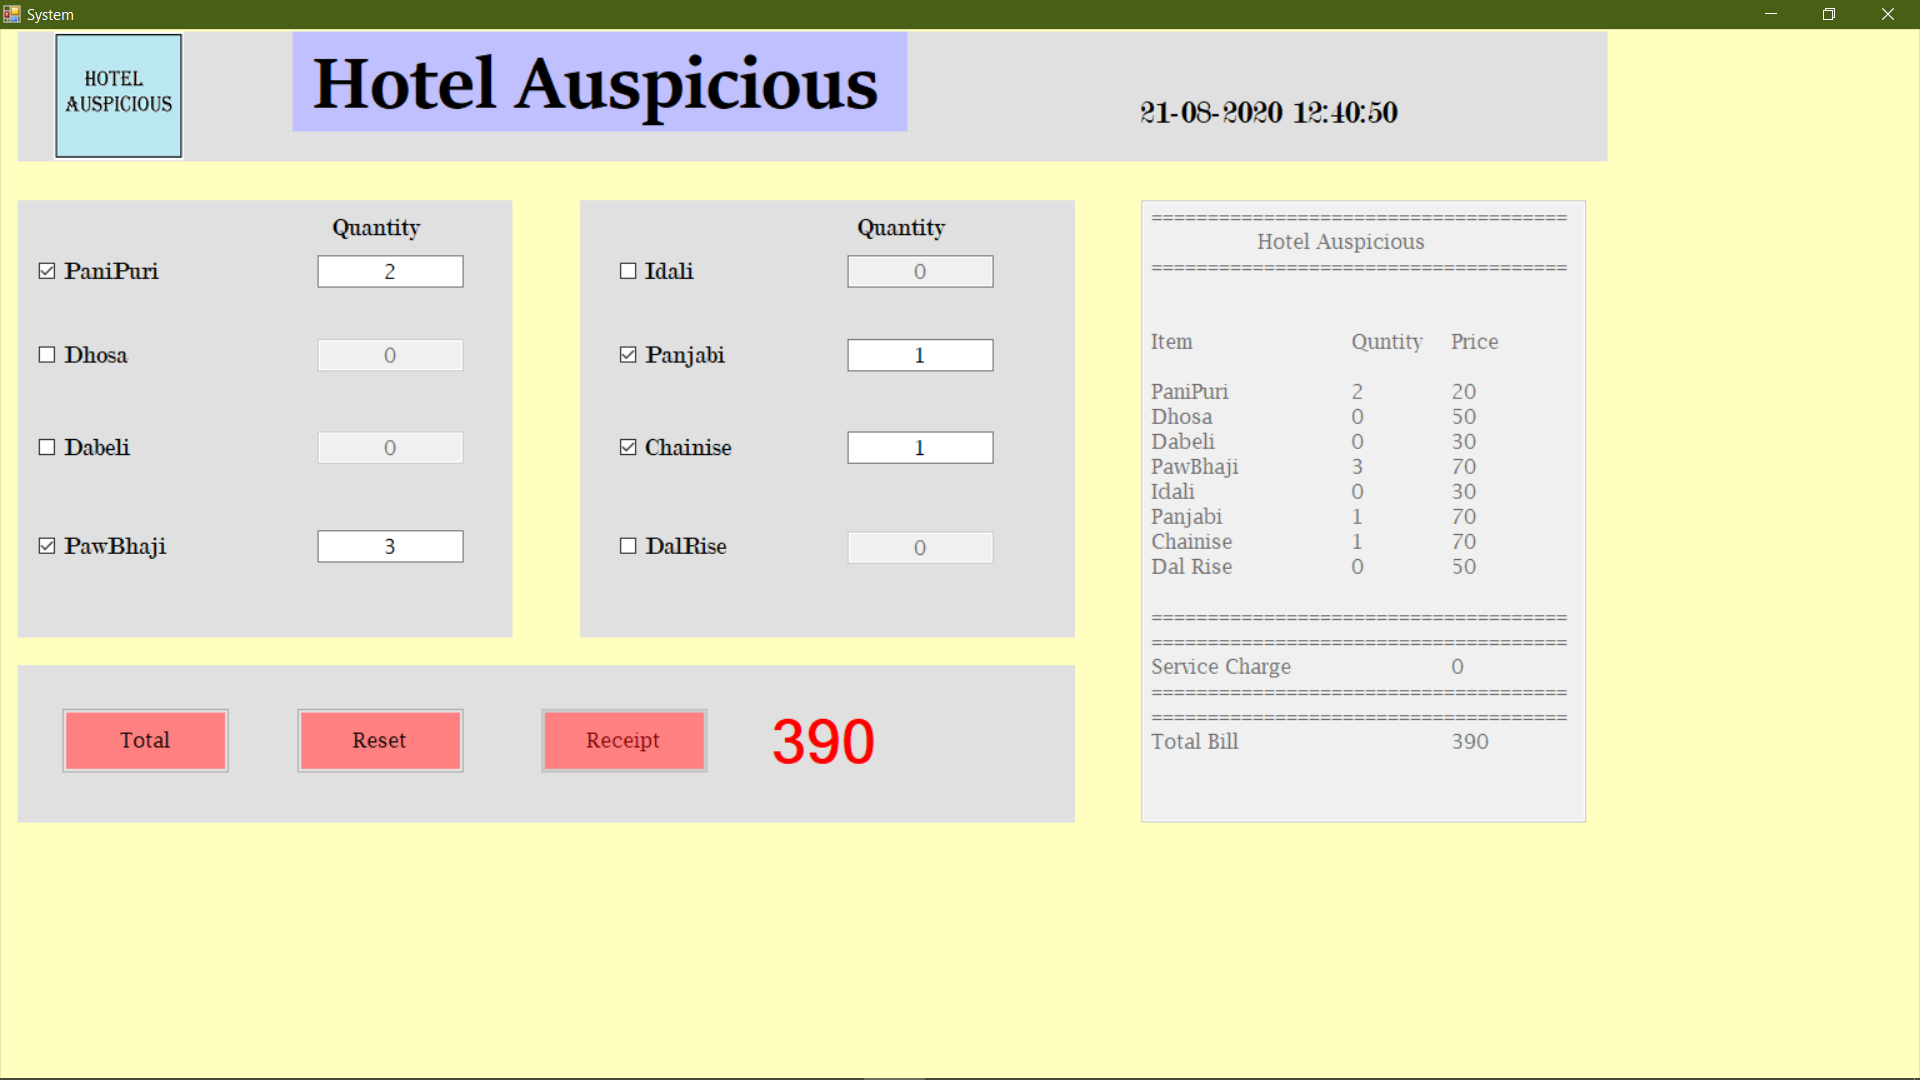 System
HOTEL
AUSPICIOUS
Hotel Auspicious
21-08-2020 12:40:50
Quantity
PaniPuri 2
Dhosa 0
Dabeli 0
PawBhaji 3
Quantity
Idali 0
Panjabi 1
Chainise 1
DalRise 0
Total Reset Receipt 390
=====================================
Hotel Auspicious
=====================================
Item Quntity Price
PaniPuri 2 20
Dhosa 0 50
Dabeli 0 30
PawBhaji 3 70
Idali 0 30
Panjabi 1 70
Chainise 1 70
Dal Rise 0 50
=====================================
=====================================
Service Charge 0
=====================================
=====================================
Total Bill 390